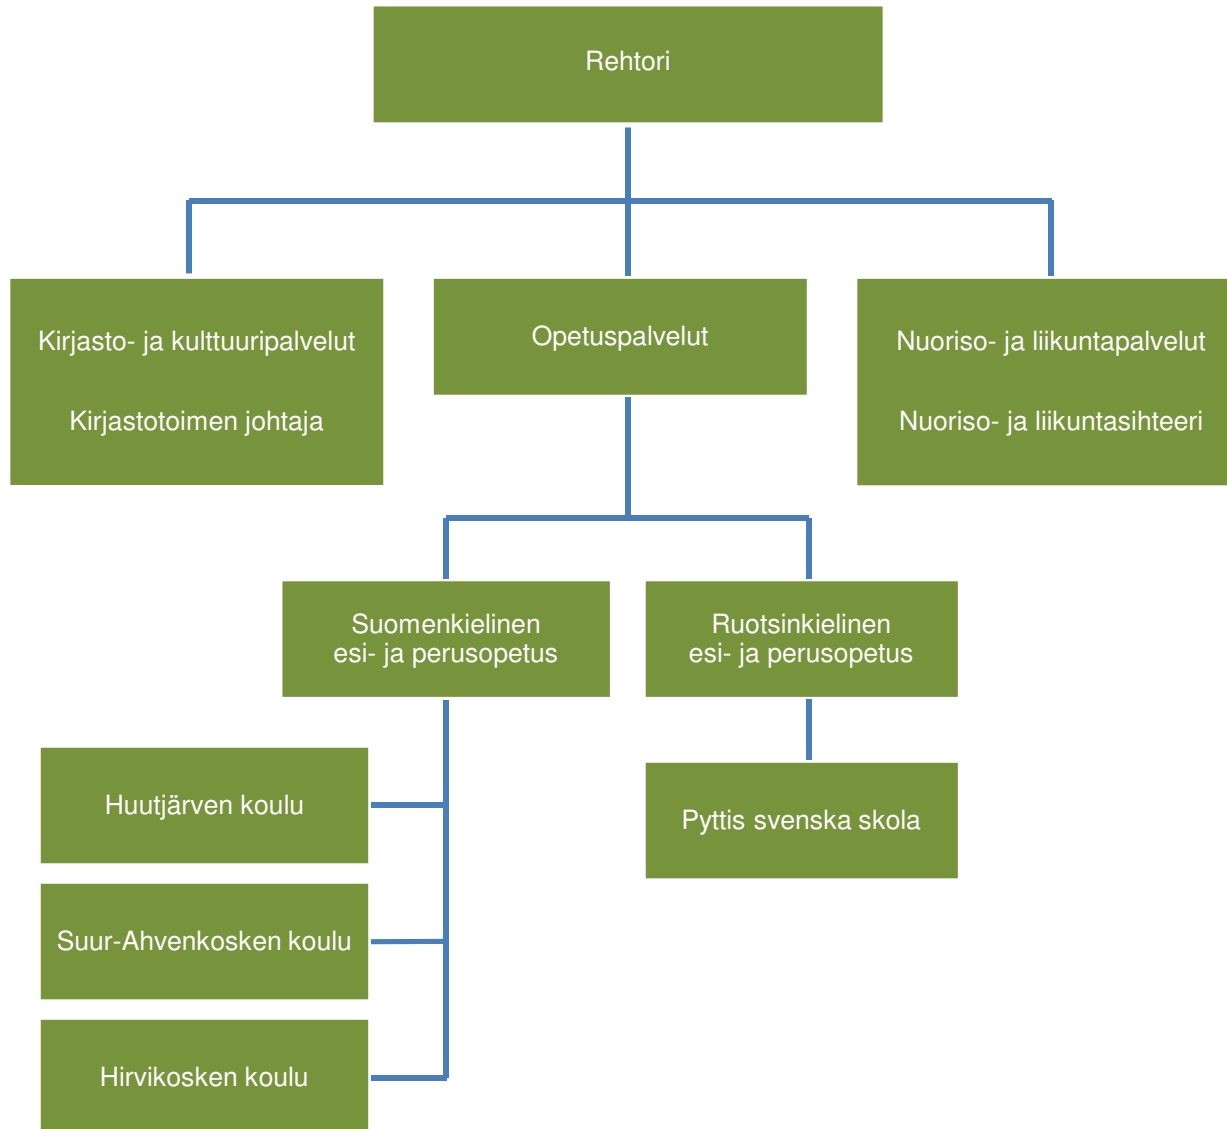 Rehtori
Kirjasto- ja kulttuuripalvelut
Kirjastotoimen johtaja
Opetuspalvelut
Nuoriso- ja liikuntapalvelut
Nuoriso- ja liikuntasihteeri
Suomenkielinen
esi- ja perusopetus
Ruotsinkielinen
esi- ja perusopetus
Huutjärven koulu
Suur-Ahvenkosken koulu
Hirvikosken koulu
Pyttis svenska skola